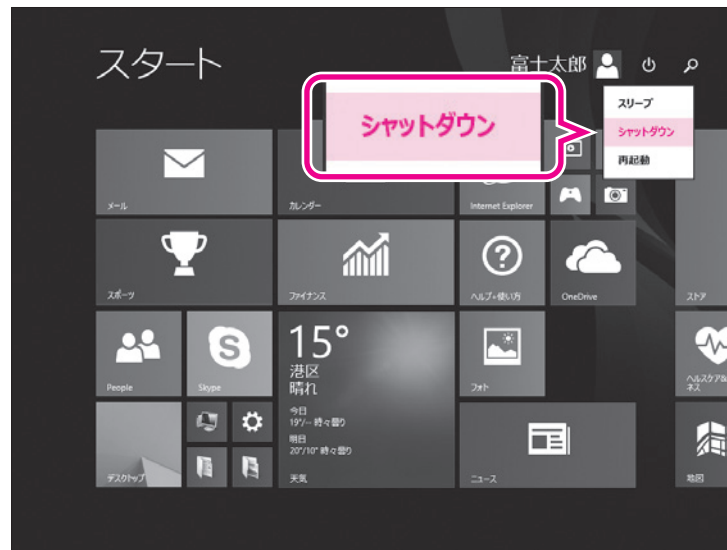 スタート
富士太郎
シャットダウン
スリープ
シャットダウン
再起動
メール
カレンダー
Internet Explorer
スポーツ
ファイナンス
ヘルプ+使い方
OneDrive
ストア
People
Skype
15°
港区
晴れ
今日
19°/-- 時々曇り
明日
20°/10° 時々曇り
天気
フォト
ヘルスケア&
ネス
デスクトップ
ニュース
地図